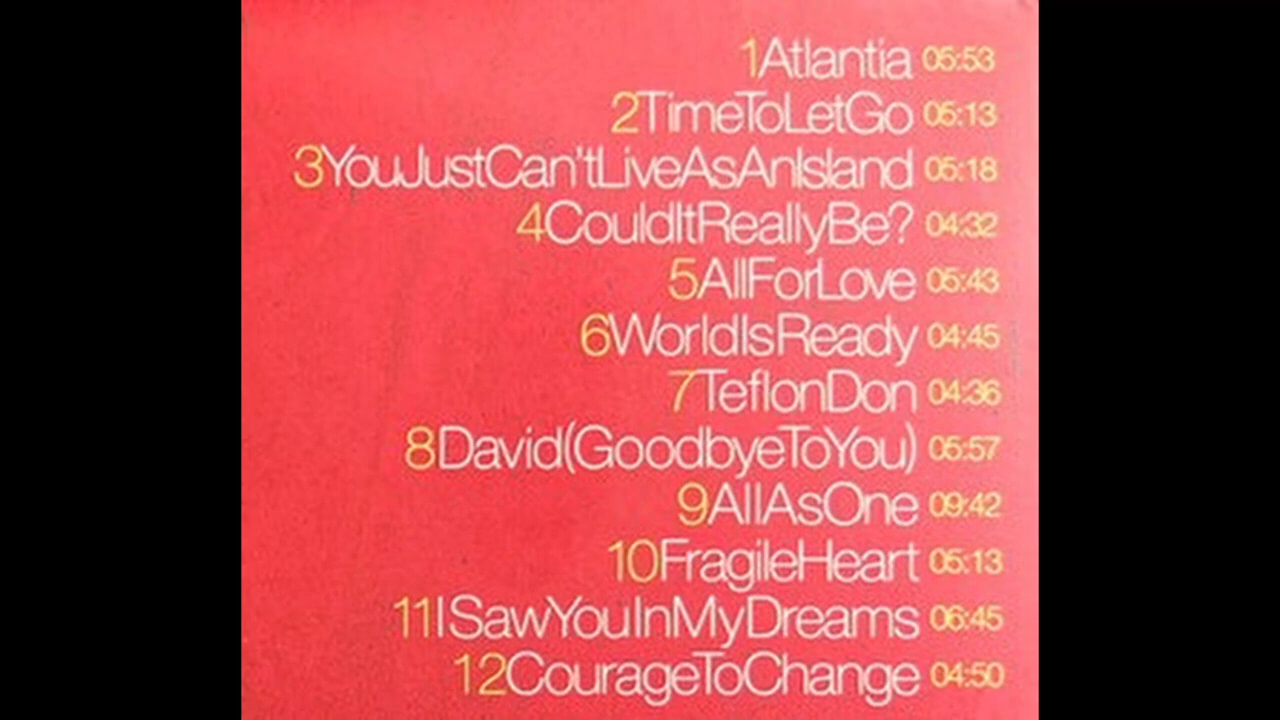 1Atlantia 05:53
2TimeToLetGo 05:13
3YouJustCan'tLiveAsAnIsland 05:18
4CouldItReallyBe? 04:32
5AllForLove 05:43
6WorldIsReady 04:45
7TeflonDon 04:36
8David(GoodbyeToYou) 05:57
9AllAsOne 09:42
10FragileHeart 05:13
11ISawYouInMyDreams 06:45
12CourageToChange 04:50